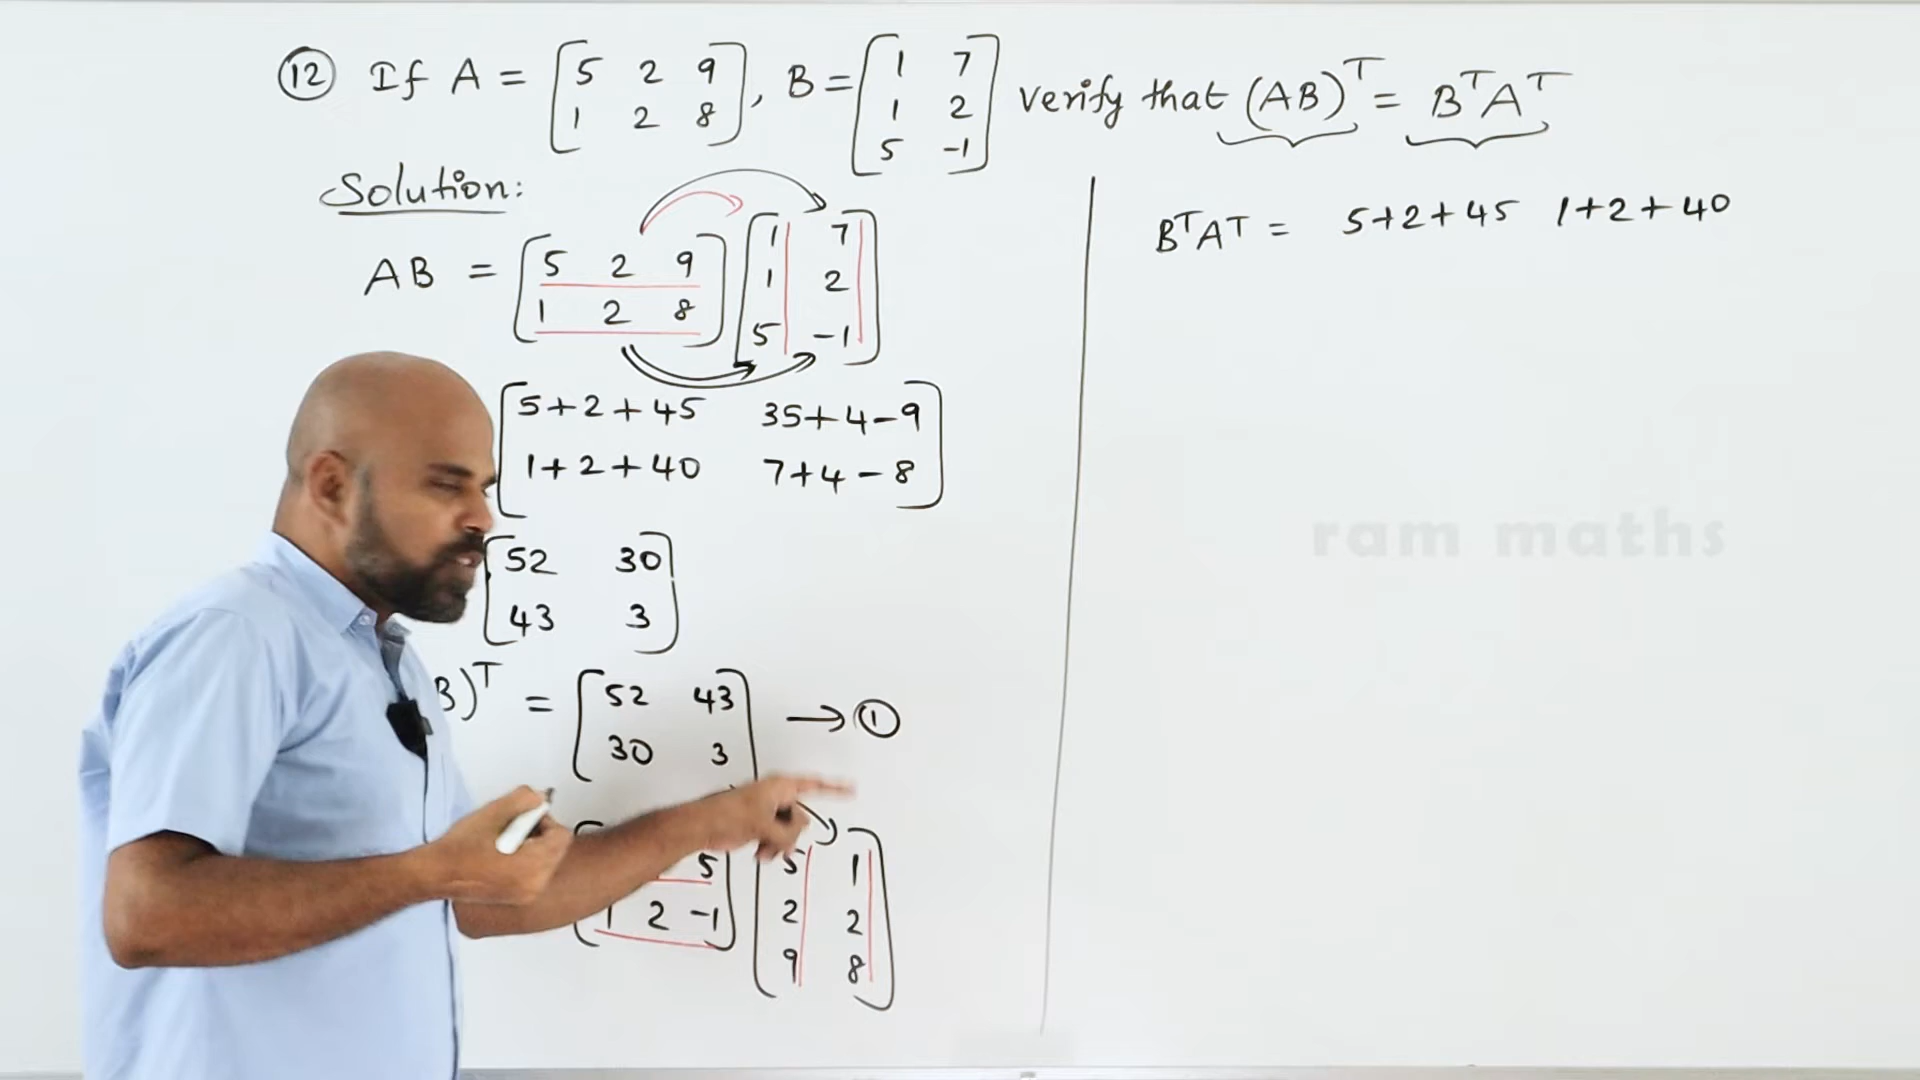 (12) If A = [5 2 9], B = [1 7] verify that (AB)ᵀ = BᵀAᵀ
[1 2 8] [1 2]
[5 -1]
Solution:
AB = [5 2 9] [1 7]
[1 2 8] [1 2]
[5 -1]
[5+2+45 35+4-9]
[1+2+40 7+4-8]
[52 30]
[43 3]
B)ᵀ = [52 43] → (1)
[30 3]
5] [5 1]
1 2 -1] [2 2]
[9 8]
BᵀAᵀ = 5+2+45 1+2+40
ram maths